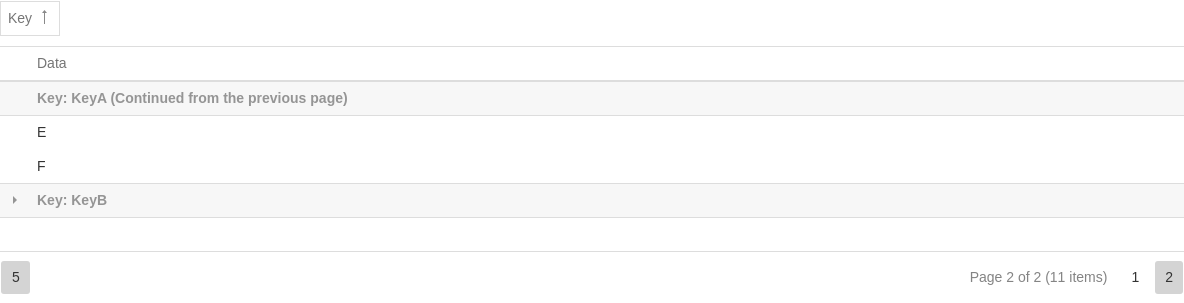 Key ↑
Data
Key: KeyA (Continued from the previous page)
E
F
Key: KeyB
5 Page 2 of 2 (11 items) 1 2